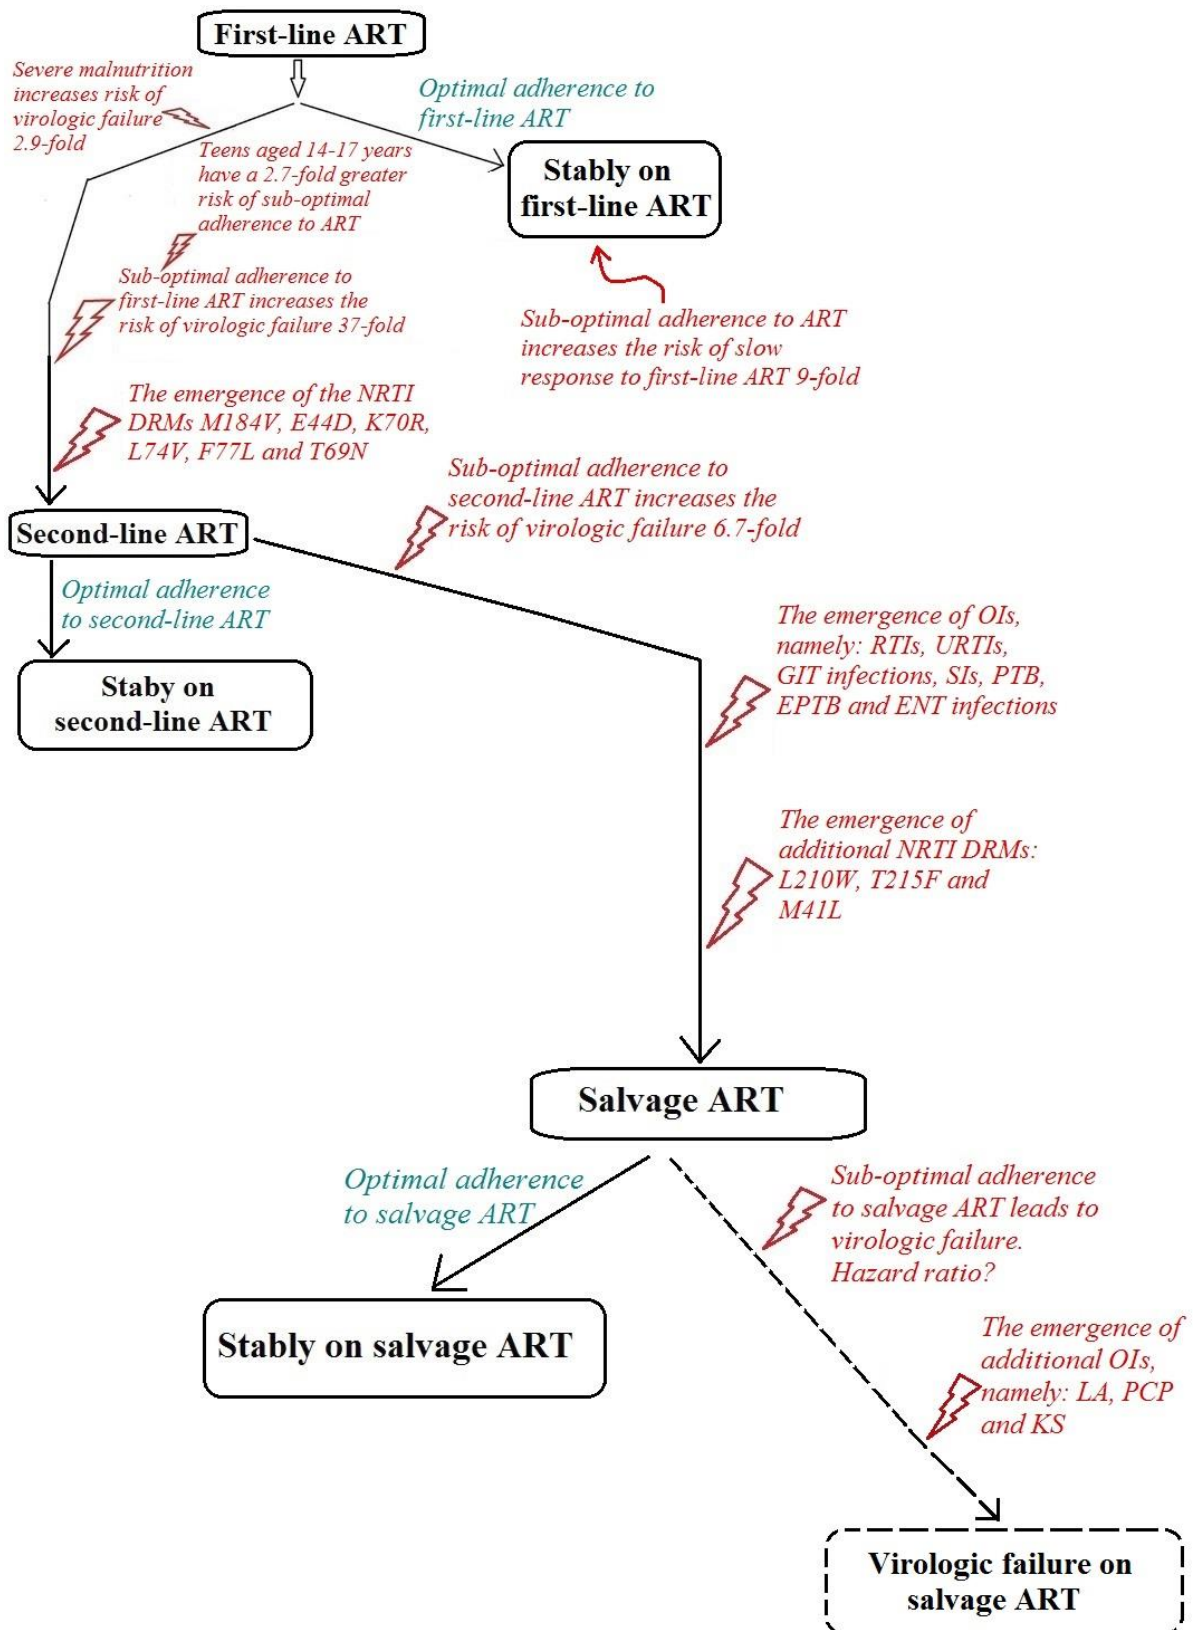 First-line ART
Severe malnutrition
increases risk of
virologic failure
2.9-fold
Optimal adherence to
first-line ART
Teens aged 14-17 years
have a 2.7-fold greater
risk of sub-optimal
adherence to ART
Stably on
first-line ART
Sub-optimal adherence to
first-line ART increases the
risk of virologic failure 37-fold
Sub-optimal adherence to ART
increases the risk of slow
response to first-line ART 9-fold
The emergence of the NRTI
DRMs M184V, E44D, K70R,
L74V, F77L and T69N
Sub-optimal adherence to
second-line ART increases the
risk of virologic failure 6.7-fold
Second-line ART
Optimal adherence
to second-line ART
Staby on
second-line ART
The emergence of OIs,
namely: RTIs, URTIs,
GIT infections, SIs, PTB,
EPTB and ENT infections
The emergence of
additional NRTI DRMs:
L210W, T215F and
M41L
Salvage ART
Optimal adherence
to salvage ART
Sub-optimal adherence
to salvage ART leads to
virologic failure.
Hazard ratio?
Stably on salvage ART
The emergence of
additional OIs,
namely: LA, PCP
and KS
Virologic failure on
salvage ART